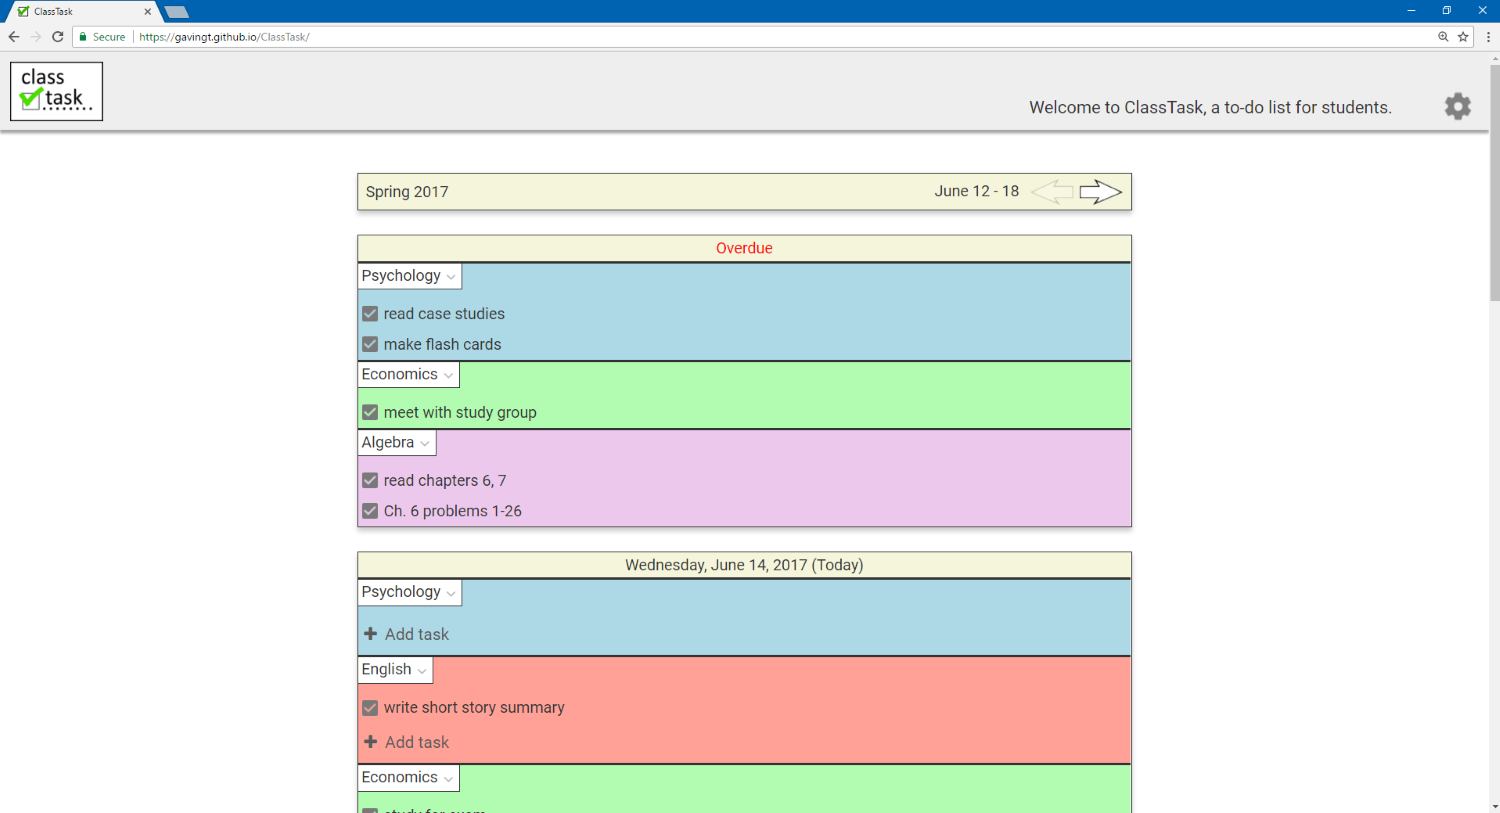 ClassTask
Secure
https://gavingt.github.io/ClassTask/
class
task
Welcome to ClassTask, a to-do list for students.
Spring 2017
June 12 - 18
Overdue
Psychology
read case studies
make flash cards
Economics
meet with study group
Algebra
read chapters 6, 7
Ch. 6 problems 1-26
Wednesday, June 14, 2017 (Today)
Psychology
+ Add task
English
write short story summary
+ Add task
Economics
study for exam